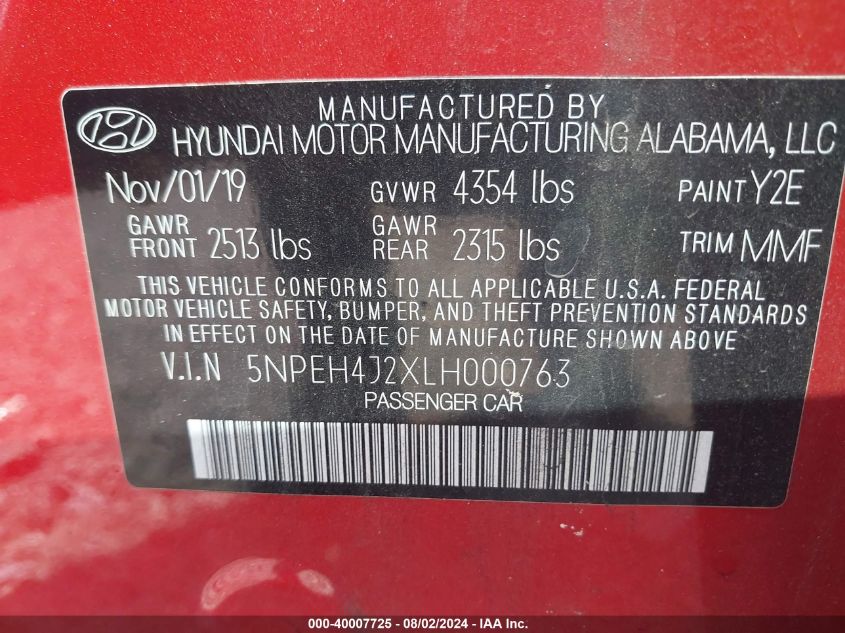 MANUFACTURED BY
HYUNDAI MOTOR MANUFACTURING ALABAMA, LLC
Nov/01/19 GVWR 4354 lbs PAINT Y2E
GAWR FRONT 2513 lbs GAWR REAR 2315 lbs TRIM MMF
THIS VEHICLE CONFORMS TO ALL APPLICABLE U.S.A. FEDERAL
MOTOR VEHICLE SAFETY, BUMPER, AND THEFT PREVENTION STANDARDS
IN EFFECT ON THE DATE OF MANUFACTURE SHOWN ABOVE
V.I.N 5NPEH4J2XLH000763
PASSENGER CAR
000-40007725 - 08/02/2024 - IAA Inc.